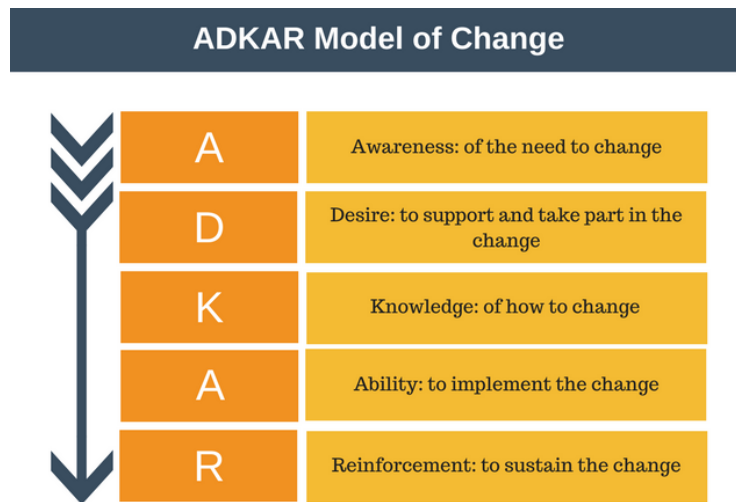 ADKAR Model of Change
A
Awareness: of the need to change
D
Desire: to support and take part in the
change
K
Knowledge: of how to change
A
Ability: to implement the change
R
Reinforcement: to sustain the change